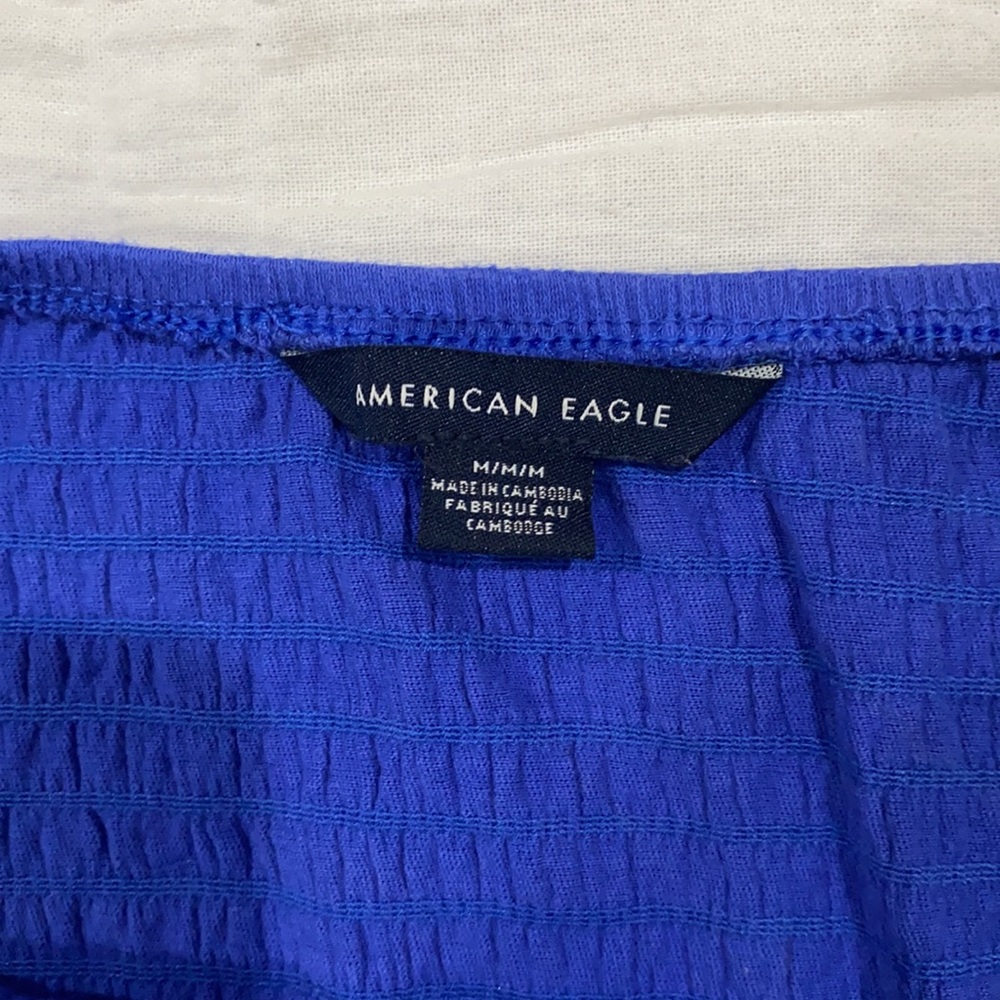 AMERICAN EAGLE
M/M/M
MADE IN CAMBODIA
FABRIQUÉ AU
CAMBODGE